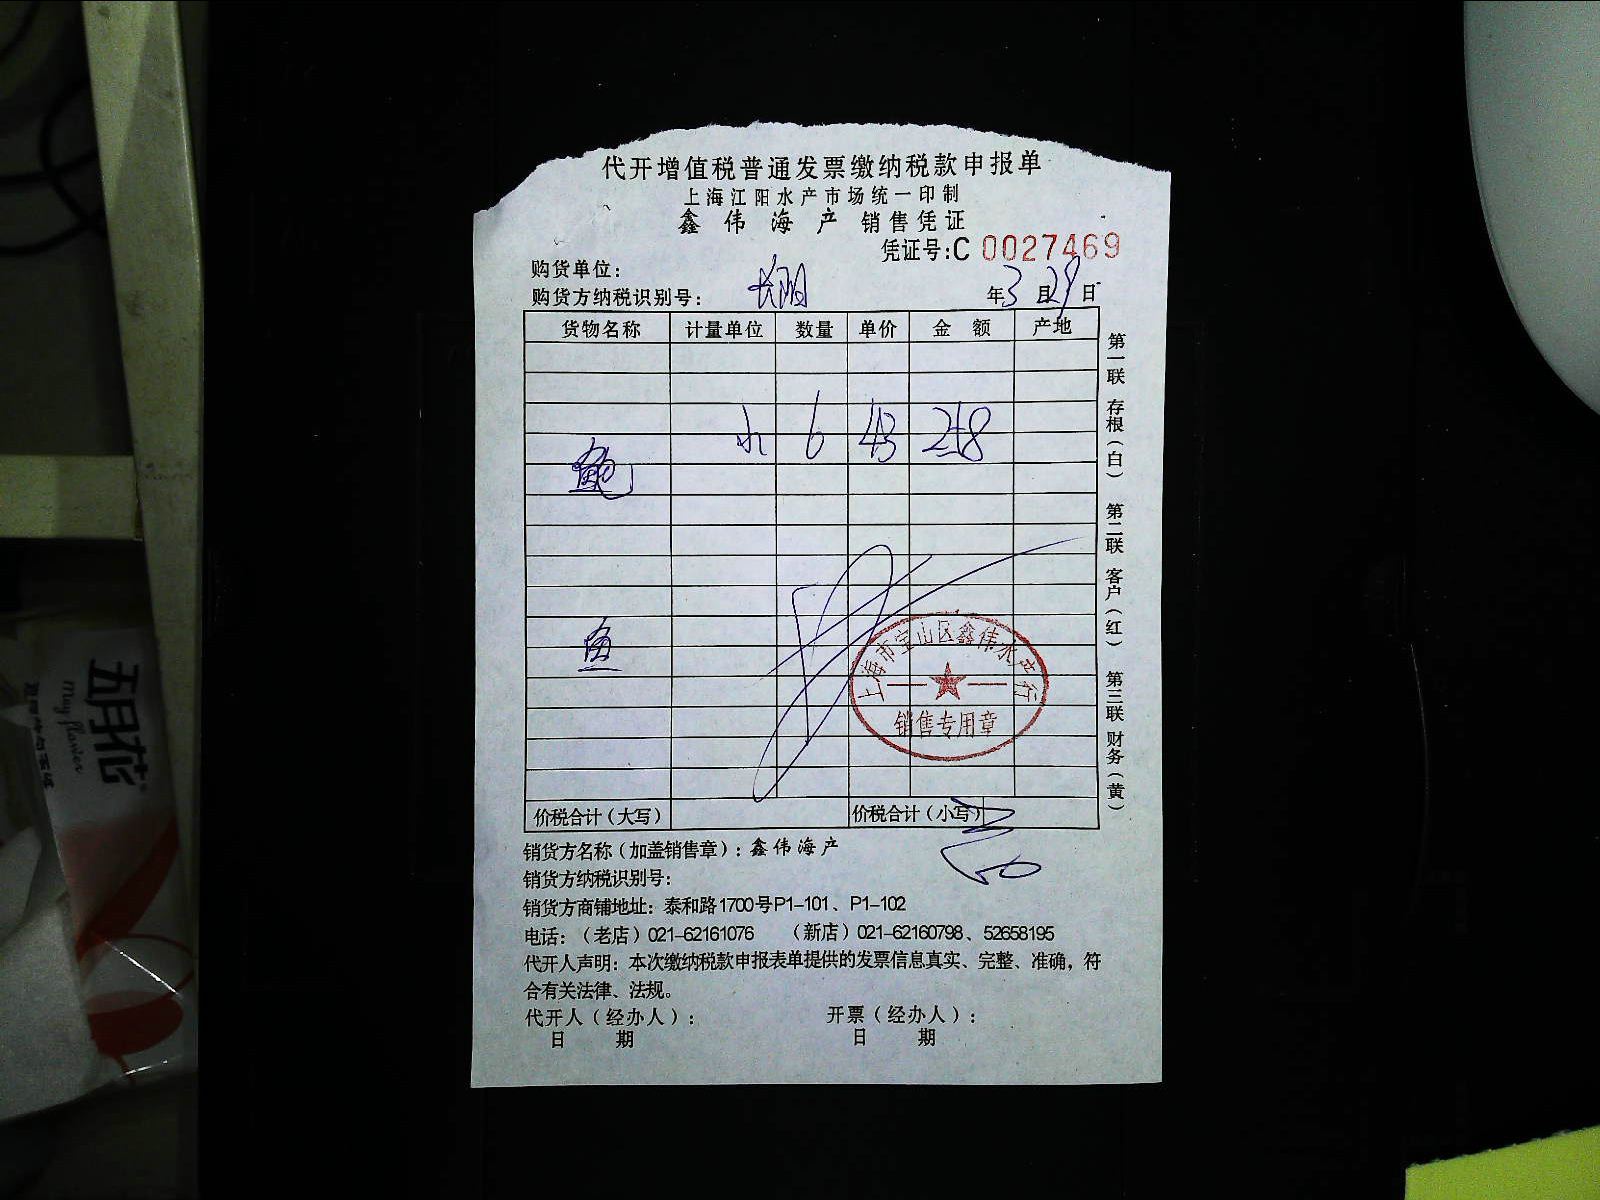 代开增值税普通发票缴纳税款申报单
上海江阳水产市场统一印制
鑫伟海产 销售凭证
凭证号:C 0027469
购货单位：
购货方纳税识别号： 长阳 年3月29日
货物名称 计量单位 数量 单价 金额 产地
鲍 小 6 43 258
鱼
上海市宝山区鑫伟水产行
销售专用章
价税合计（大写） 价税合计（小写）
销货方名称（加盖销售章）：鑫伟海产
销货方纳税识别号：
销货方商铺地址：泰和路1700号P1-101、P1-102
电话：（老店）021-62161076 （新店）021-62160798、52658195
代开人声明：本次缴纳税款申报表单提供的发票信息真实、完整、准确，符
合有关法律、法规。
代开人（经办人）： 开票（经办人）：
日 期 日 期
第一联 存根（白） 第二联 客户（红） 第三联 财务（黄）
五月花
May flower